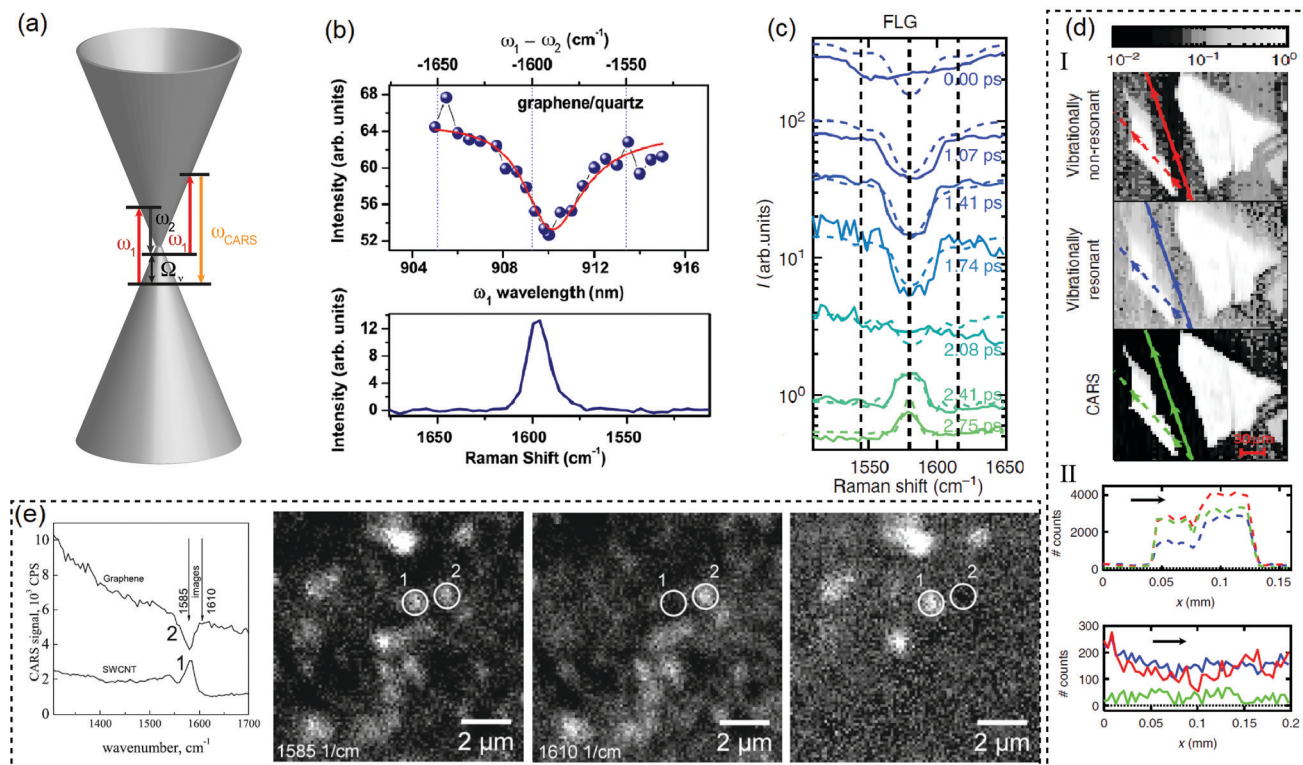 (a)
ω1
ω2
ω1
Ων
ωCARS
(b)
ω1 − ω2 (cm⁻¹)
-1650
-1600
-1550
graphene/quartz
Intensity (arb. units)
68
64
60
56
52
904
908
912
916
ω1 wavelength (nm)
Intensity (arb. units)
12
8
4
0
1650
1600
1550
Raman Shift (cm⁻¹)
(c)
FLG
I (arb.units)
10²
10¹
10⁰
0.00 ps
1.07 ps
1.41 ps
1.74 ps
2.08 ps
2.41 ps
2.75 ps
1550
1600
1650
Raman shift (cm⁻¹)
(d)
10⁻²
10⁻¹
10⁰
I
Vibrationally
non-resonant
Vibrationally
resonant
CARS
30 μm
II
# counts
4000
2000
0
0
0.05
0.1
0.15
x (mm)
# counts
300
200
100
0
0
0.05
0.1
0.15
0.2
x (mm)
(e)
CARS signal, 10³ CPS
10
8
6
4
2
0
Graphene
2
SWCNT
1
1585
images
1610
1400
1500
1600
1700
wavenumber, cm⁻¹
1
2
1585 1/cm
2 μm
1
2
1610 1/cm
2 μm
1
2
2 μm